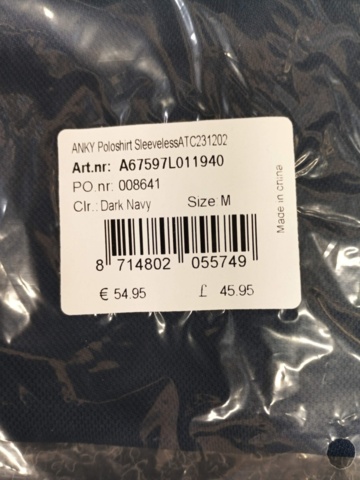 ANKY Poloshirt SleevelessATC231202
Art.nr: A67597L011940
PO.nr: 008641
Clr.: Dark Navy Size M
8 714802 055749
€ 54.95 £ 45.95
Made in china